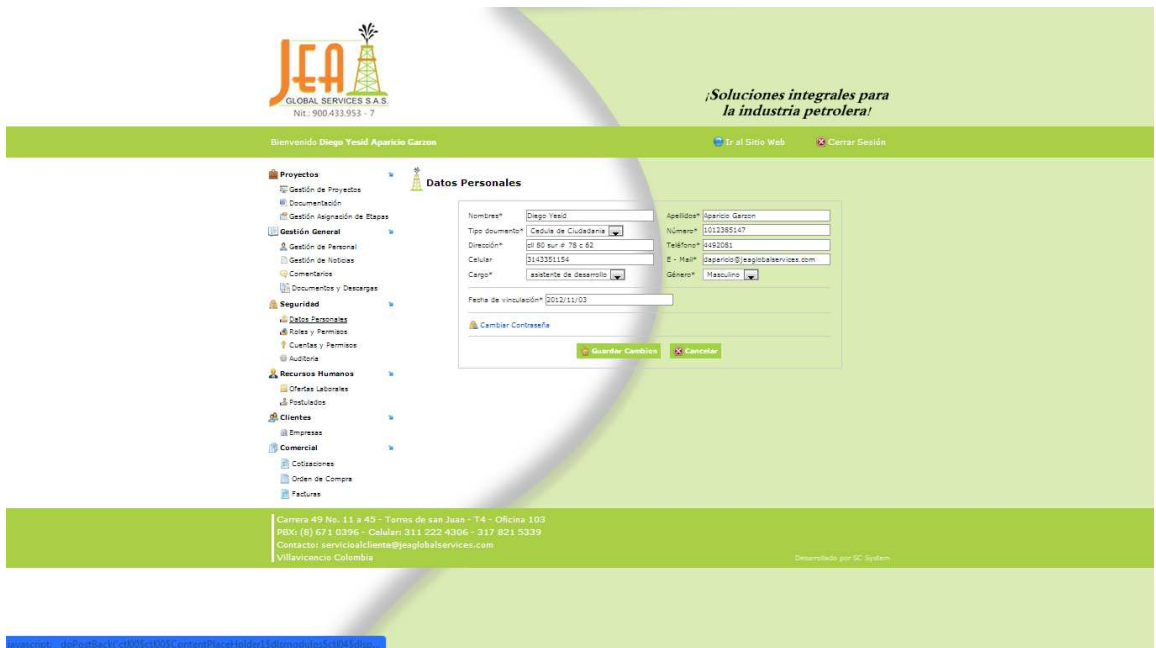 JEA
GLOBAL SERVICES S.A.S.
Nit.: 900.433.953 - 7
¡Soluciones integrales para
la industria petrolera!
Bienvenido Diego Yesid Aparicio Garzon
Ir al Sitio Web
Cerrar Sesión
Proyectos
Gestión de Proyectos
Documentación
Gestión Asignación de Etapas
Gestión General
Gestión de Personal
Gestión de Noticias
Comentarios
Documentos y Descargas
Seguridad
Datos Personales
Roles y Permisos
Cuentas y Permisos
Auditoria
Recursos Humanos
Ofertas Laborales
Postulados
Clientes
Empresas
Comercial
Cotizaciones
Orden de Compra
Facturas
Datos Personales
Nombres* Diego Yesid Apellidos* Aparicio Garzon
Tipo doumento* Cedula de Ciudadania Número* 1012385147
Dirección* cll 80 sur # 78 c 62 Teléfono* 4492081
Celular 3143351154 E - Mail* daparicio@jeaglobalservices.com
Cargo* asistente de desarrollo Género* Masculino
Fecha de vinculación* 2012/11/03
Cambiar Contraseña
Guardar Cambios Cancelar
Carrera 49 No. 11 a 45 - Torres de san Juan - T4 - Oficina 103
PBX: (8) 671 0396 - Celular: 311 222 4306 - 317 821 5339
Contacto: servicioalcliente@jeaglobalservices.com
Villavicencio Colombia
Desarrollado por SC System